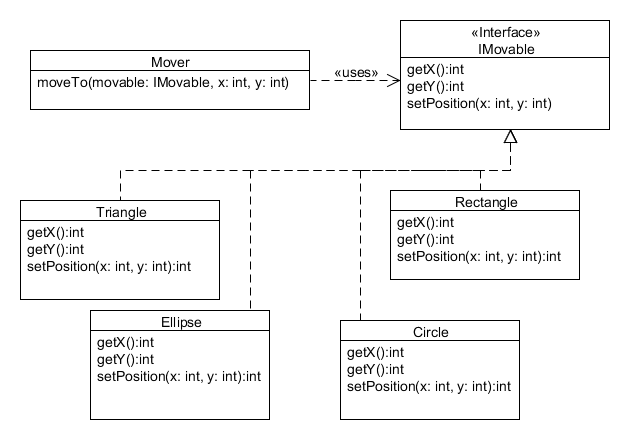 «Interface»
IMovable
getX():int
getY():int
setPosition(x: int, y: int)
Mover
moveTo(movable: IMovable, x: int, y: int)
«uses»
Triangle
getX():int
getY():int
setPosition(x: int, y: int):int
Rectangle
getX():int
getY():int
setPosition(x: int, y: int):int
Ellipse
getX():int
getY():int
setPosition(x: int, y: int):int
Circle
getX():int
getY():int
setPosition(x: int, y: int):int